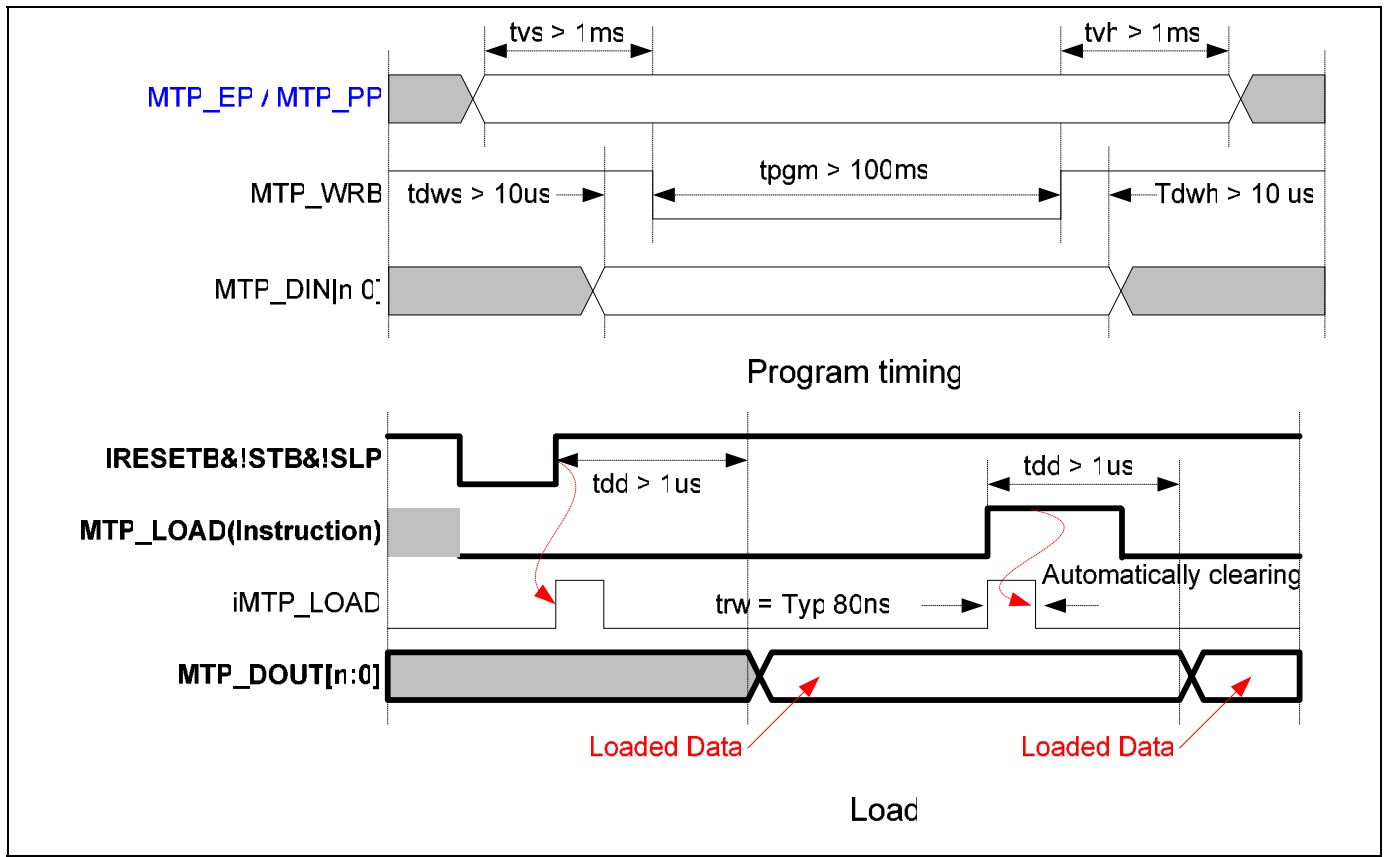 tvs > 1ms
tvh > 1ms
MTP_EP / MTP_PP
tpgm > 100ms
MTP_WRB
tdws > 10us
Tdwh > 10 us
MTP_DIN[n 0]
Program timing
IRESETB&!STB&!SLP
tdd > 1us
tdd > 1us
MTP_LOAD(Instruction)
Automatically clearing
iMTP_LOAD
trw = Typ 80ns
MTP_DOUT[n:0]
Loaded Data
Loaded Data
Load